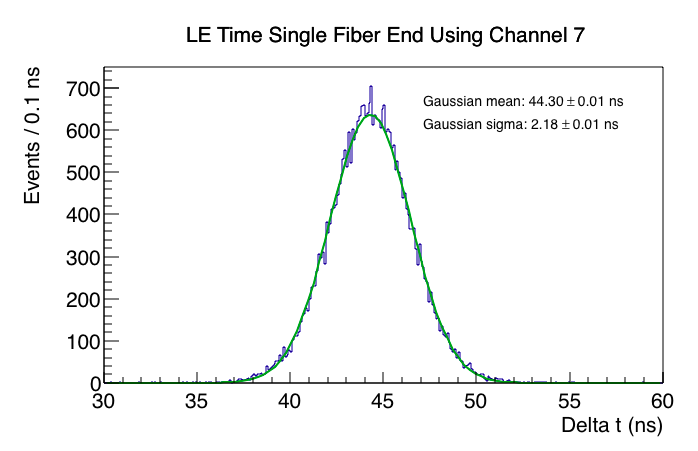 LE Time Single Fiber End Using Channel 7
Events / 0.1 ns
700
600
500
400
300
200
100
0
Gaussian mean: 44.30 ± 0.01 ns
Gaussian sigma: 2.18 ± 0.01 ns
30 35 40 45 50 55 60
Delta t (ns)